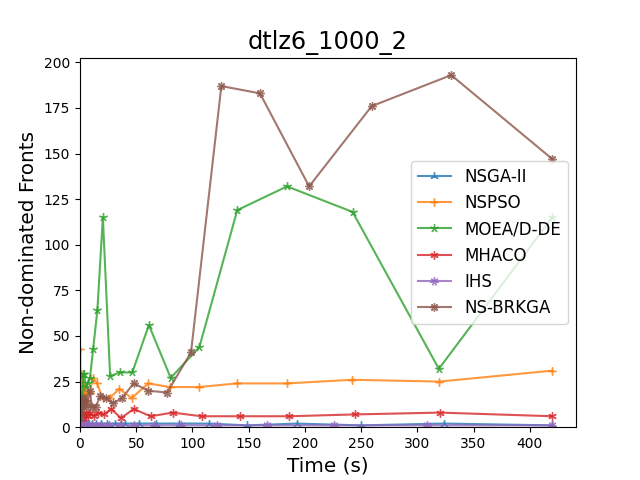 dtlz6_1000_2
Non-dominated Fronts
200
175
150
125
100
75
50
25
0
NSGA-II
NSPSO
MOEA/D-DE
MHACO
IHS
NS-BRKGA
0 50 100 150 200 250 300 350 400
Time (s)